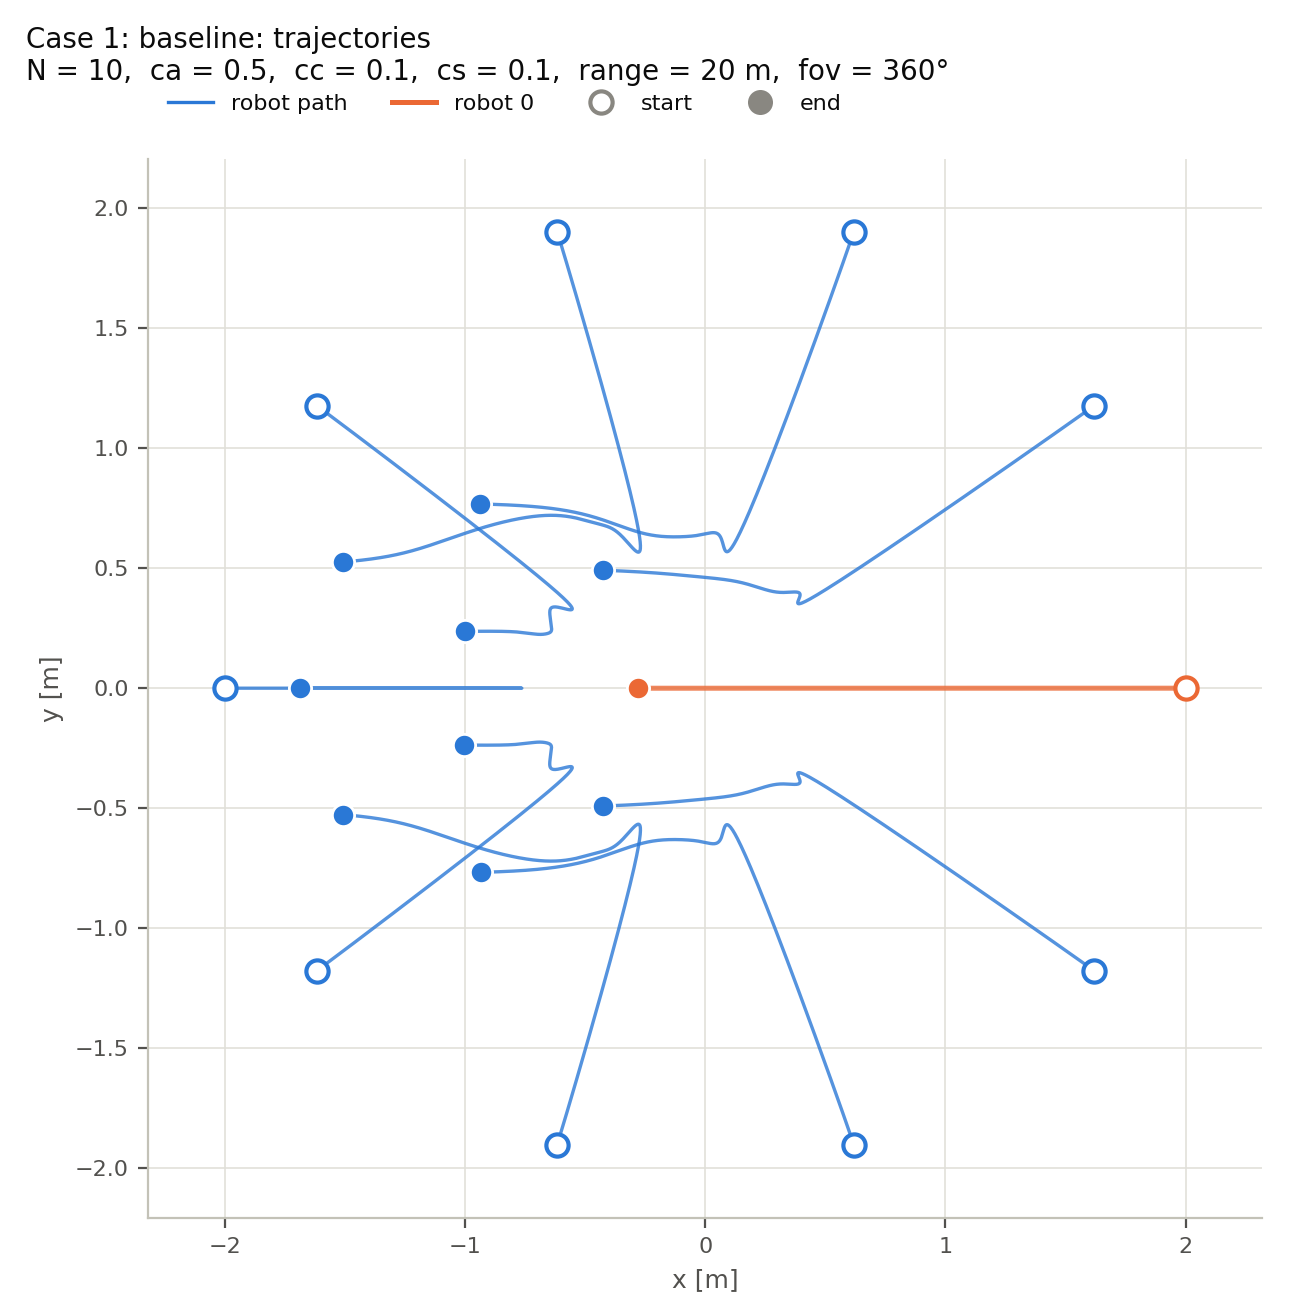 Case 1: baseline: trajectories
N = 10,  ca = 0.5,  cc = 0.1,  cs = 0.1,  range = 20 m,  fov = 360°
robot path robot 0 start end
2.0
1.5
1.0
0.5
0.0
−0.5
−1.0
−1.5
−2.0
y [m]
−2 −1 0 1 2
x [m]